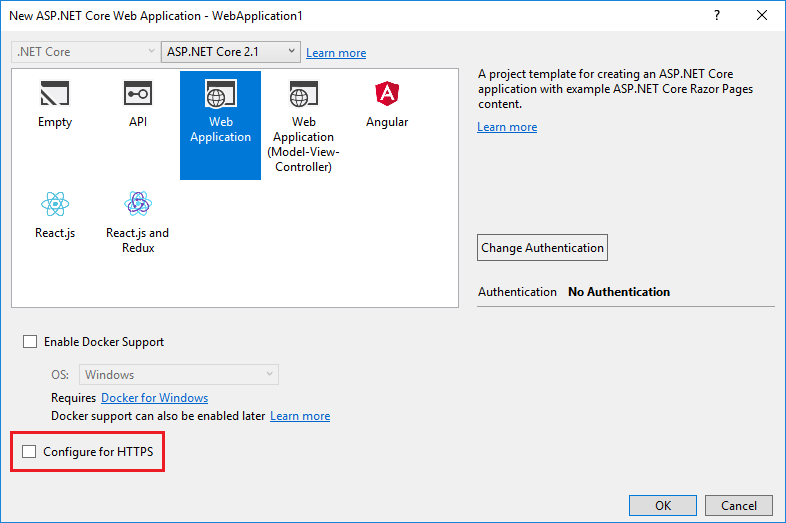 New ASP.NET Core Web Application - WebApplication1
.NET Core
ASP.NET Core 2.1
Learn more
Empty
API
Web
Application
Web
Application
(Model-View-
Controller)
Angular
React.js
React.js and
Redux
A project template for creating an ASP.NET Core
application with example ASP.NET Core Razor Pages
content.
Learn more
Change Authentication
Authentication No Authentication
Enable Docker Support
OS: Windows
Requires Docker for Windows
Docker support can also be enabled later Learn more
Configure for HTTPS
OK
Cancel